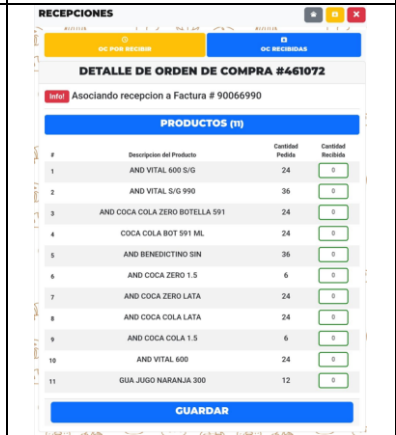 RECEPCIONES
OC POR RECIBIR
OC RECIBIDAS
DETALLE DE ORDEN DE COMPRA #461072
Info! Asociando recepcion a Factura # 90066990
PRODUCTOS (11)
# Descripcion del Producto Cantidad Pedida Cantidad Recibida
1 AND VITAL 600 S/G 24 0
2 AND VITAL S/G 990 36 0
3 AND COCA COLA ZERO BOTELLA 591 24 0
4 COCA COLA BOT 591 ML 24 0
5 AND BENEDICTINO SIN 36 0
6 AND COCA ZERO 1.5 6 0
7 AND COCA ZERO LATA 24 0
8 AND COCA COLA LATA 24 0
9 AND COCA COLA 1.5 6 0
10 AND VITAL 600 24 0
11 GUA JUGO NARANJA 300 12 0
GUARDAR